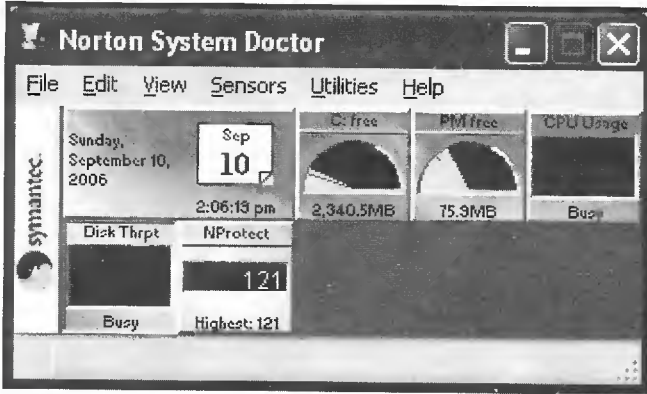 Norton System Doctor
File Edit View Sensors Utilities Help
symantec.
Sunday,
September 10,
2006
Sep
10
2:06:13 pm
C: free
2,340.5MB
PM free
75.9MB
CPU Usage
Busy
Disk Thrpt
Busy
NProtect
121
Highest: 121